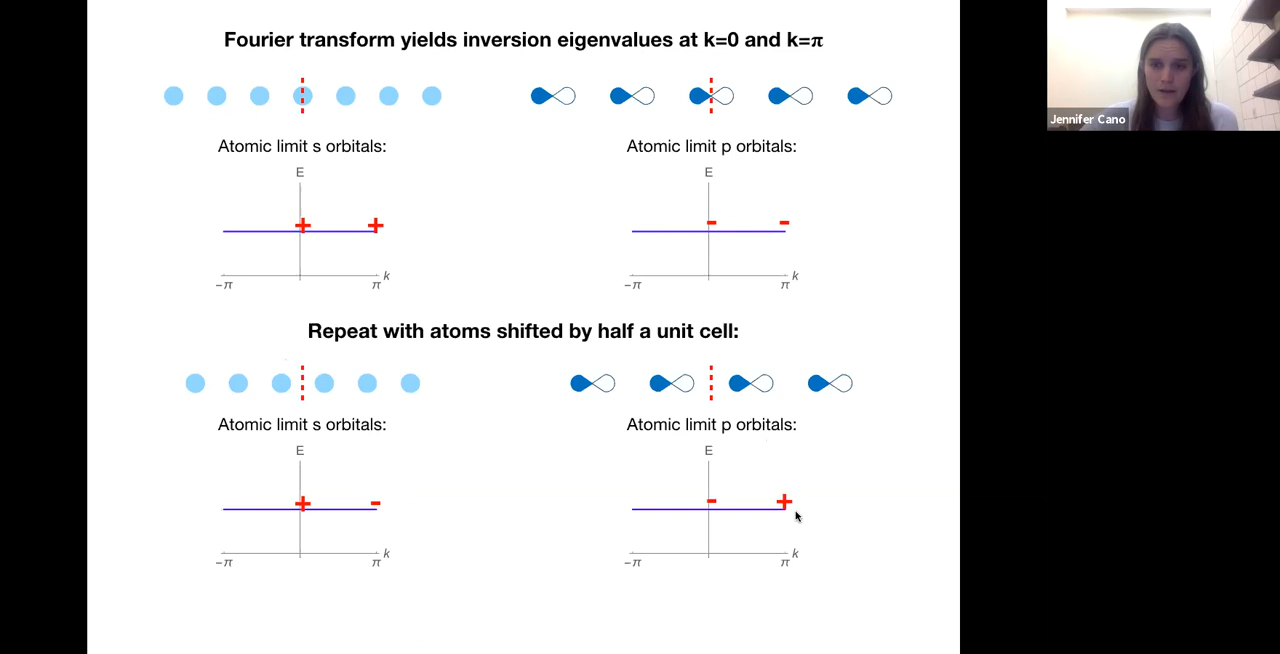 Fourier transform yields inversion eigenvalues at k=0 and k=π
Atomic limit s orbitals:
E
+ +
-π π k
Atomic limit p orbitals:
E
- -
-π π k
Repeat with atoms shifted by half a unit cell:
Atomic limit s orbitals:
E
+ -
-π π k
Atomic limit p orbitals:
E
- +
-π π k
Jennifer Cano